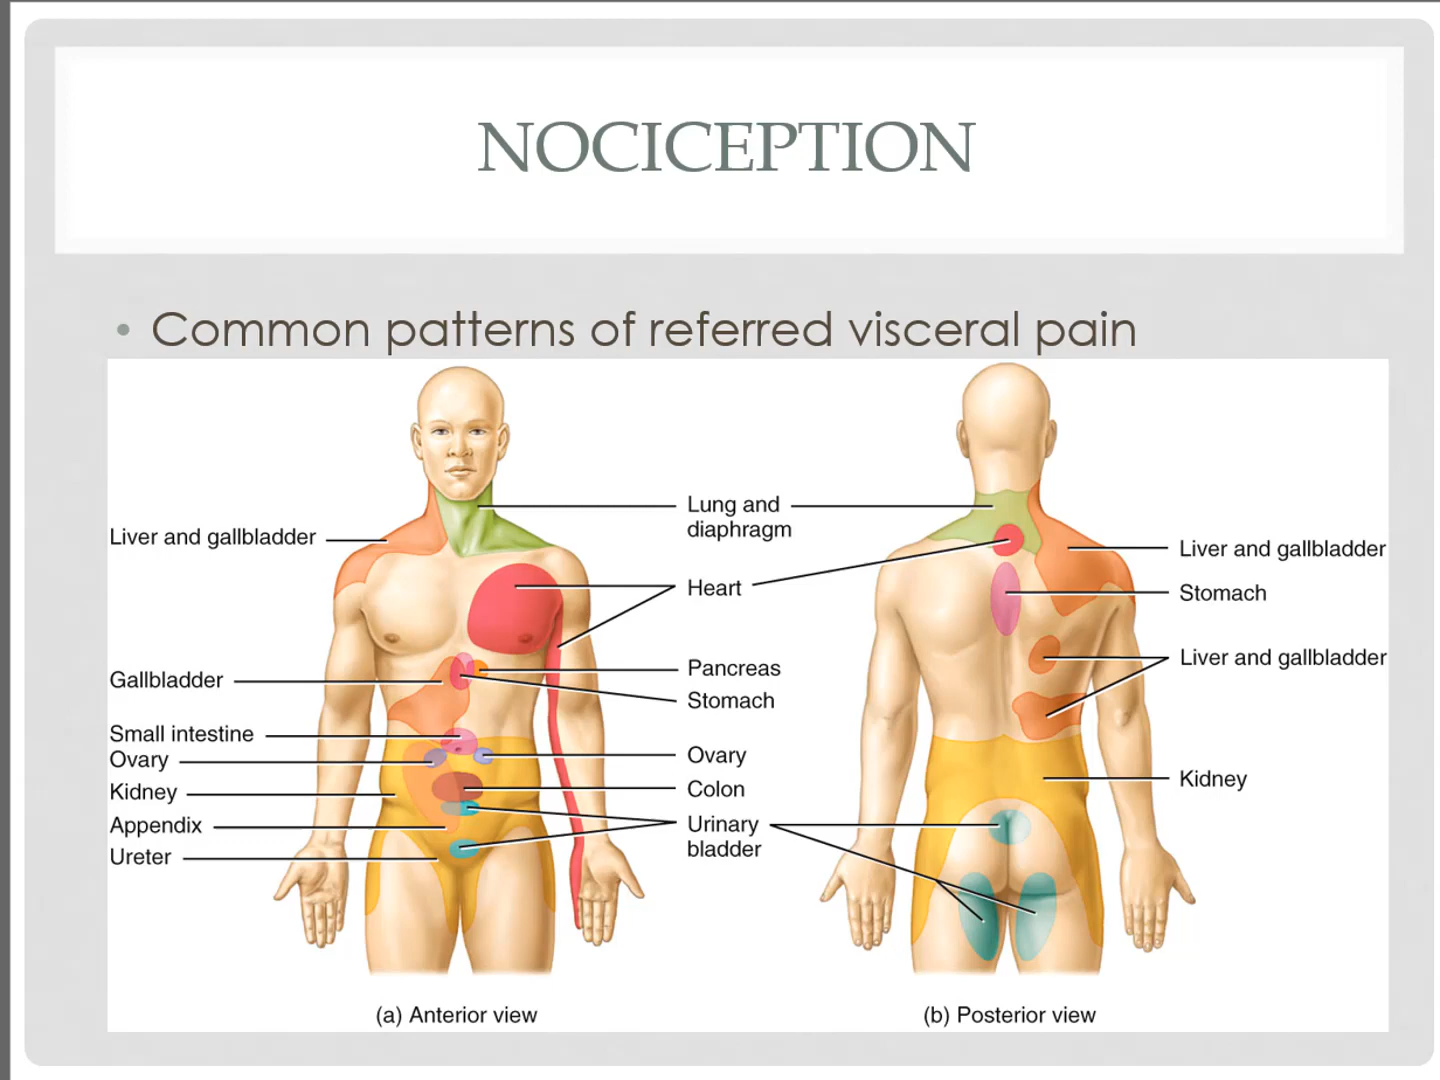 NOCICEPTION
• Common patterns of referred visceral pain
Liver and gallbladder
Gallbladder
Small intestine
Ovary
Kidney
Appendix
Ureter
Lung and
diaphragm
Heart
Pancreas
Stomach
Ovary
Colon
Urinary
bladder
Liver and gallbladder
Stomach
Liver and gallbladder
Kidney
(a) Anterior view
(b) Posterior view